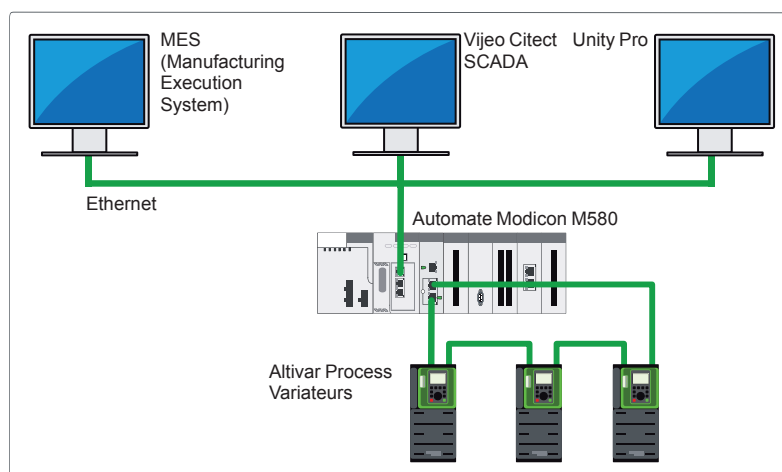 MES
(Manufacturing
Execution
System)
Vijeo Citect
SCADA
Unity Pro
Ethernet
Automate Modicon M580
Altivar Process
Variateurs